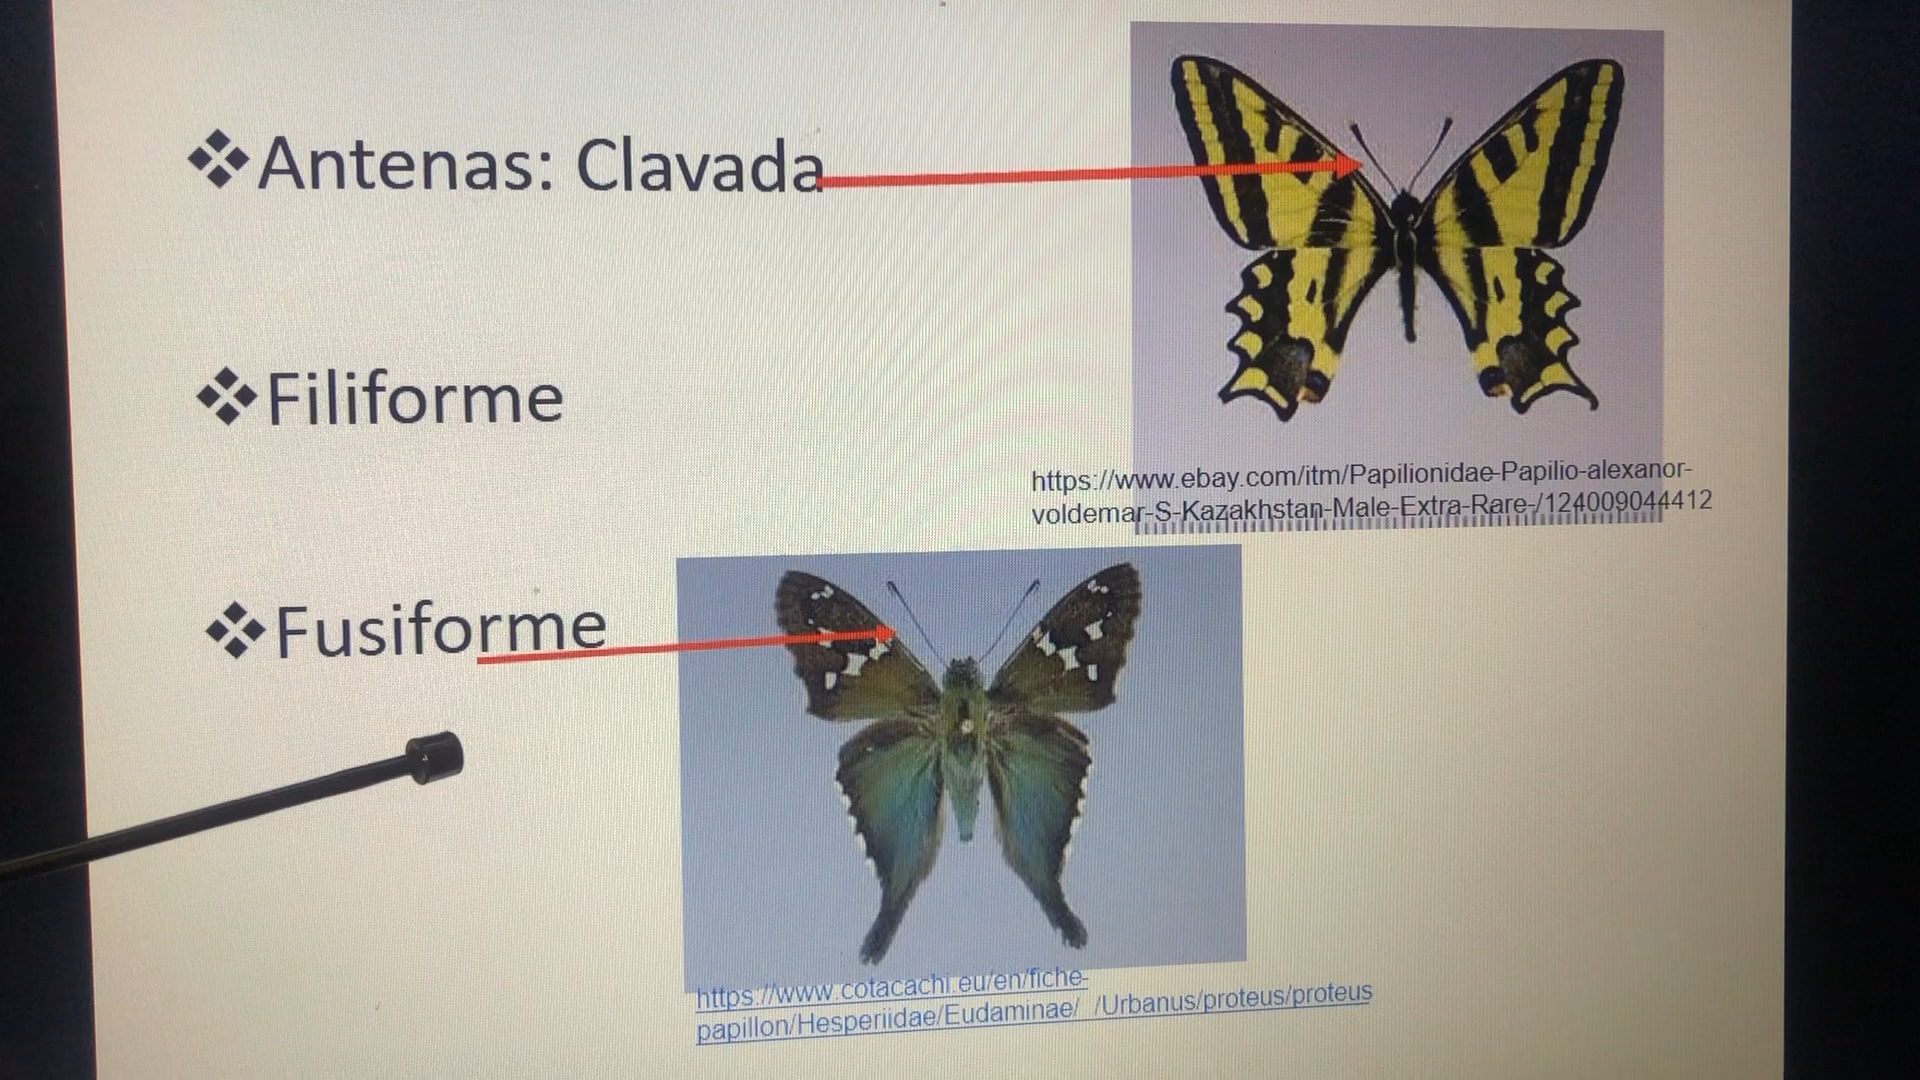 Antenas: Clavada
Filiforme
https://www.ebay.com/itm/Papilionidae-Papilio-alexanor-
voldemar-S-Kazakhstan-Male-Extra-Rare-/124009044412
Fusiforme
https://www.cotacachi.eu/en/fiche-
papillon/Hesperiidae/Eudaminae/_/Urbanus/proteus/proteus